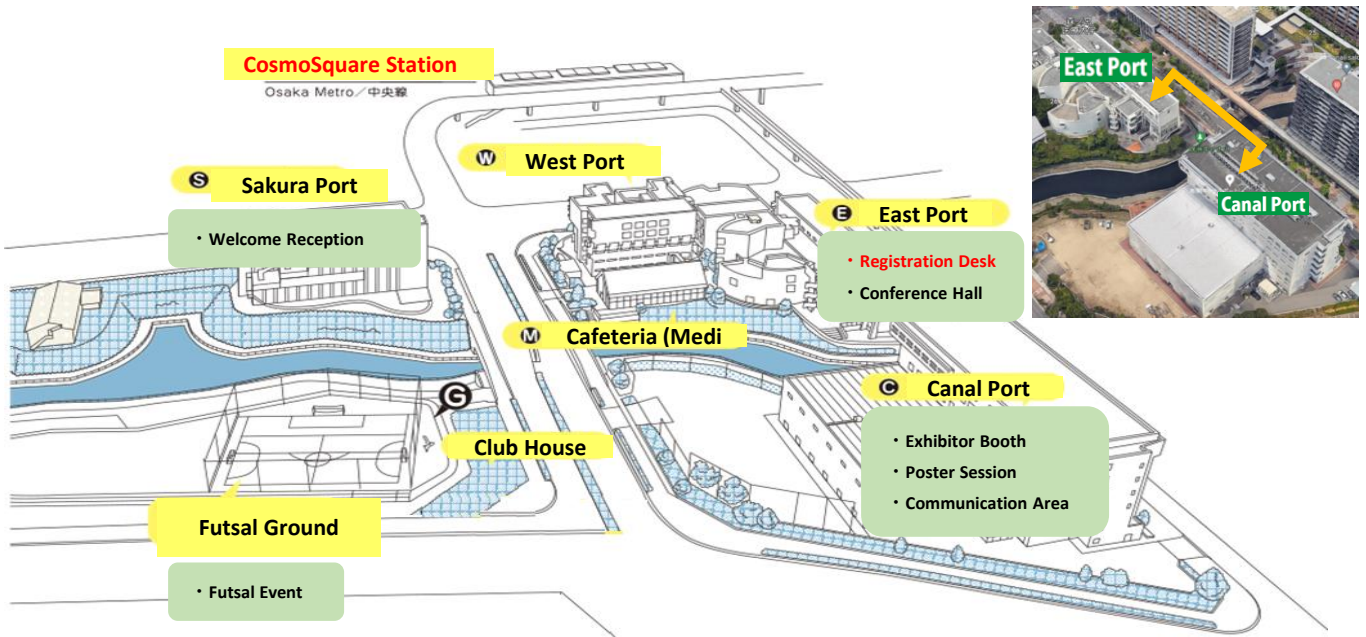 CosmoSquare Station
Osaka Metro／中央線
W West Port
S Sakura Port
・Welcome Reception
E East Port
・Registration Desk
・Conference Hall
M Cafeteria (Medi
C Canal Port
・Exhibitor Booth
・Poster Session
・Communication Area
G
Club House
Futsal Ground
・Futsal Event
East Port
Canal Port